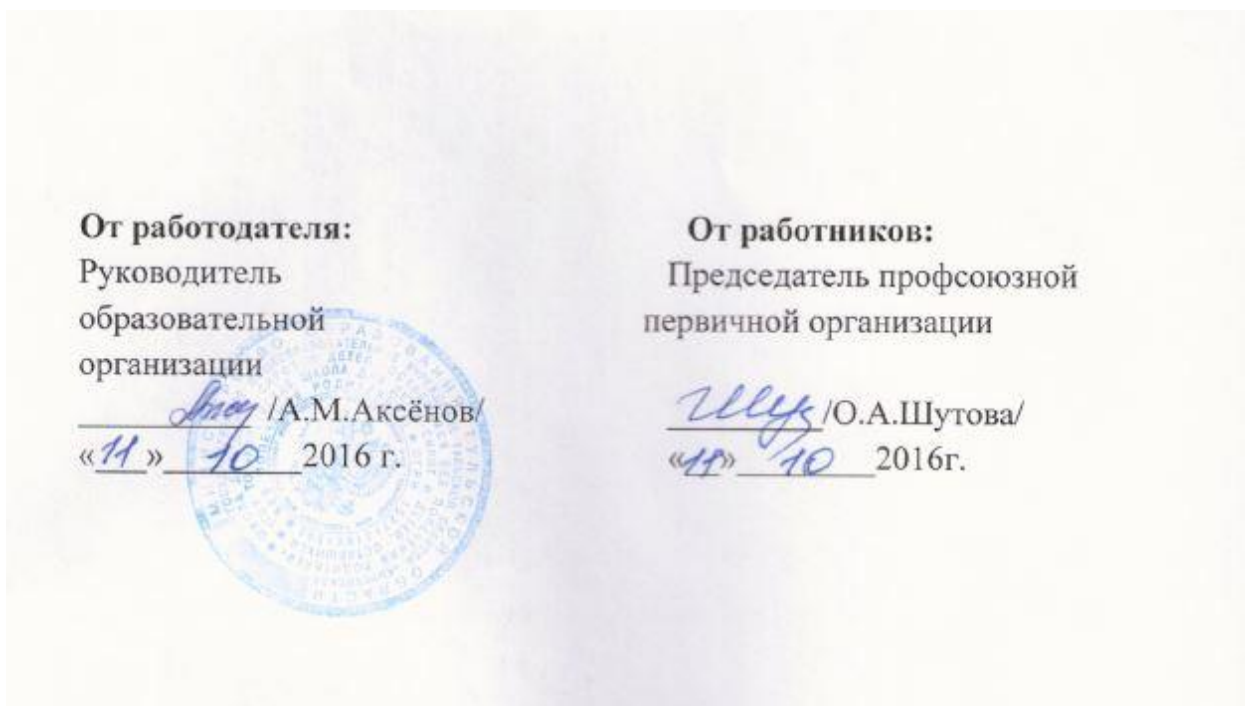 От работодателя:
Руководитель
образовательной
организации
/А.М.Аксёнов/
«11» 10 2016 г.
От работников:
Председатель профсоюзной
первичной организации
/О.А.Шутова/
«11» 10 2016г.